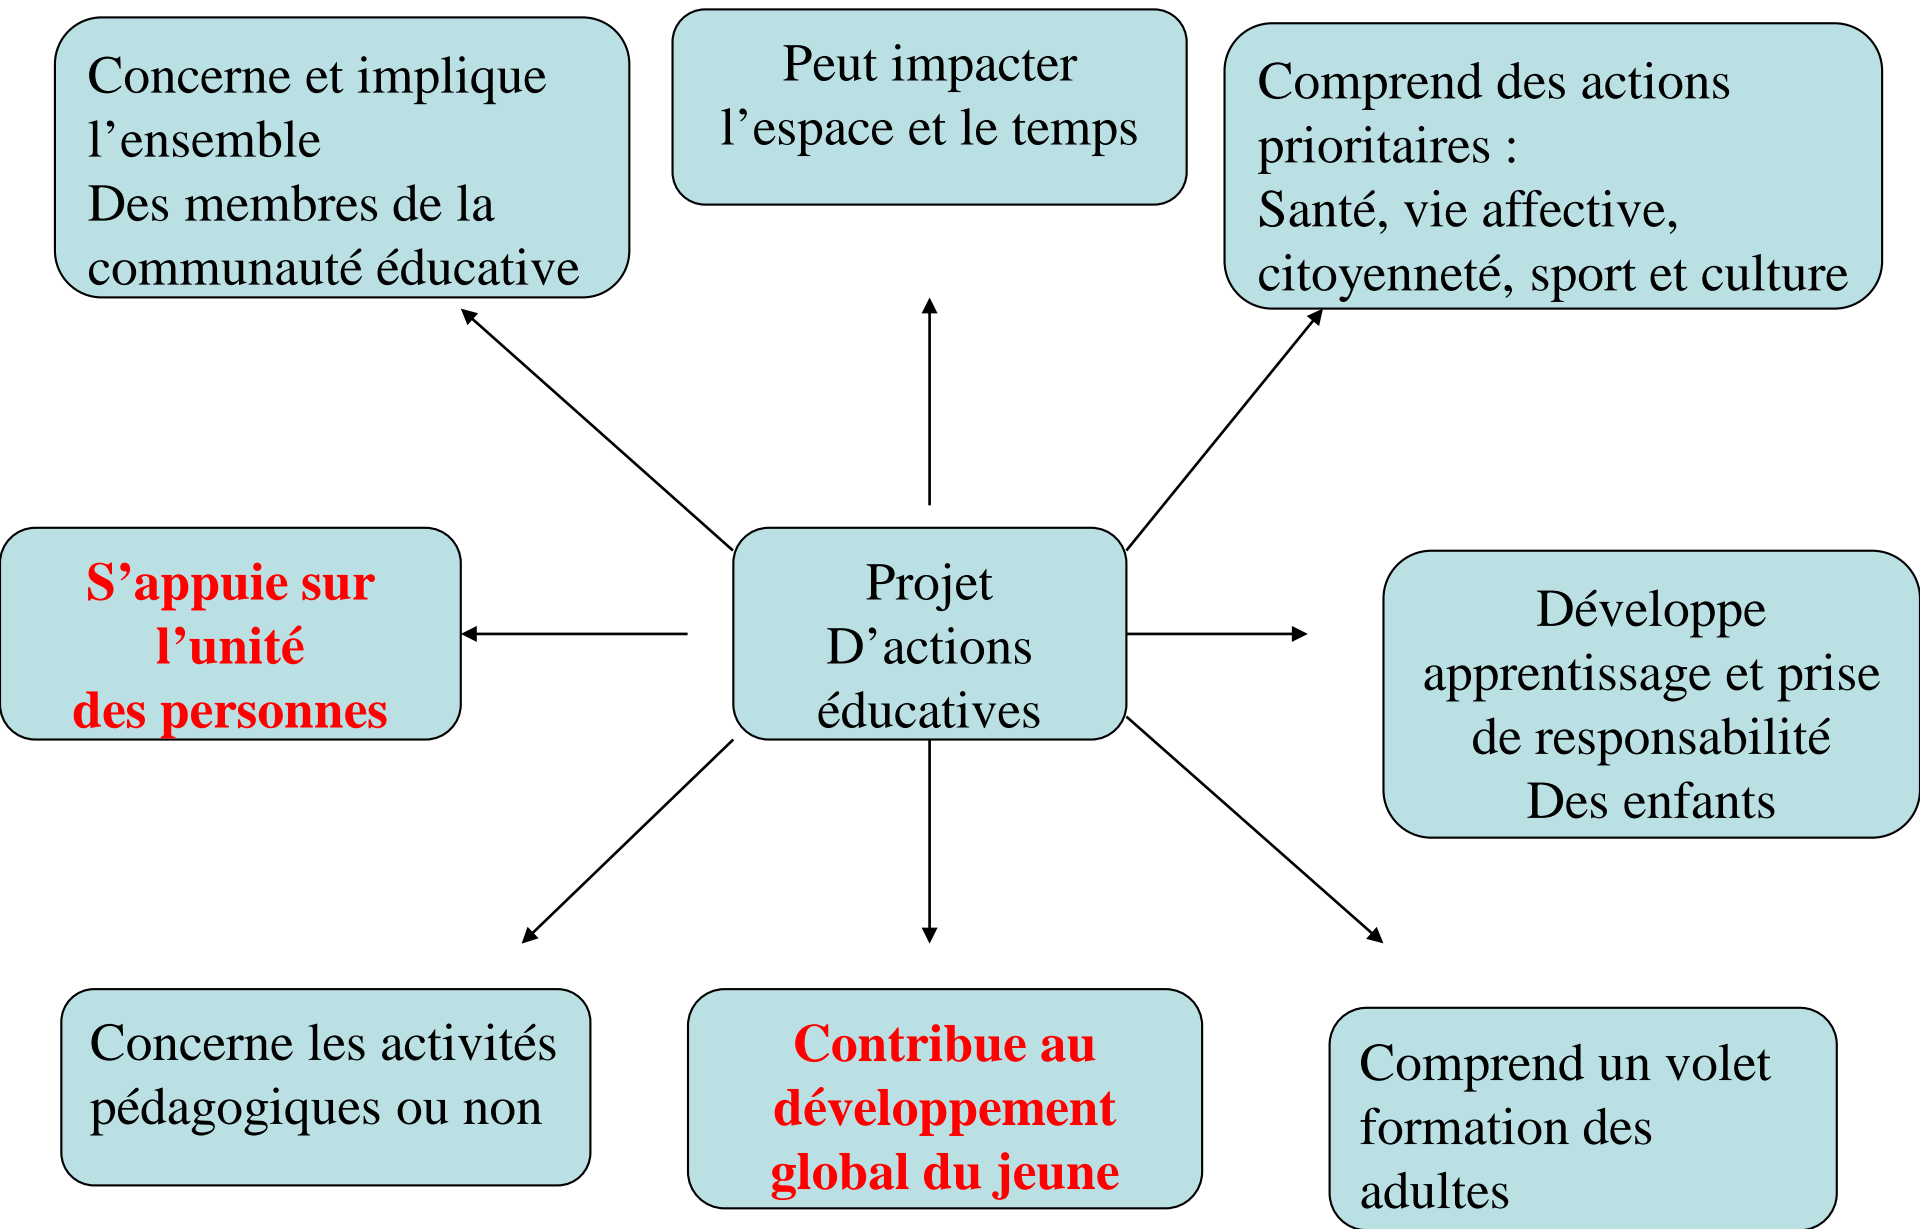 Concerne et implique
l’ensemble
Des membres de la
communauté éducative
Peut impacter
l’espace et le temps
Comprend des actions
prioritaires :
Santé, vie affective,
citoyenneté, sport et culture
S’appuie sur
l’unité
des personnes
Projet
D’actions
éducatives
Développe
apprentissage et prise
de responsabilité
Des enfants
Concerne les activités
pédagogiques ou non
Contribue au
développement
global du jeune
Comprend un volet
formation des
adultes